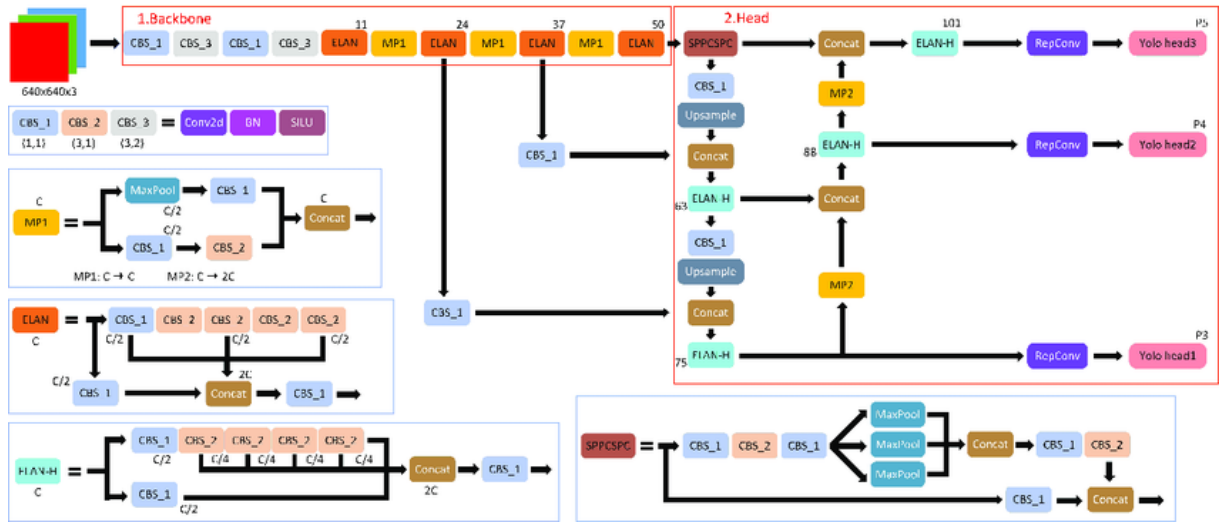 1.Backbone
11
24
37
50
CBS_1 CBS_3 CBS_1 CBS_3 ELAN MP1 ELAN MP1 ELAN MP1 ELAN
640x640x3
2.Head
101
P5
SPPCSPC Concat ELAN-H RepConv Yolo head3
CBS_1 MP2
Upsample
P4
88 ELAN-H RepConv Yolo head2
Concat
63 ELAN-H Concat
CBS_1
Upsample MP2
Concat
P3
75 ELAN-H RepConv Yolo head1
CBS_1
CBS_1
CBS_1 CBS_2 CBS_3 = Conv2d BN SILU
(1,1) (3,1) (3,2)
C
MP1 =
MaxPool CBS_1
C/2
C/2
CBS_1 CBS_2
C
Concat
MP1: C → C MP2: C → 2C
ELAN = CBS_1 CBS_2 CBS_2 CBS_2 CBS_2
C
C/2 C/2 C/2
C/2
CBS_1 Concat CBS_1
2C
CBS_1 CBS_2 CBS_2 CBS_2 CBS_2
C/2 C/4 C/4 C/4 C/4
ELAN-H =
C
Concat CBS_1
2C
CBS_1
C/2
SPPCSPC = CBS_1 CBS_2 CBS_1
MaxPool
MaxPool
MaxPool
Concat CBS_1 CBS_2
CBS_1 Concat